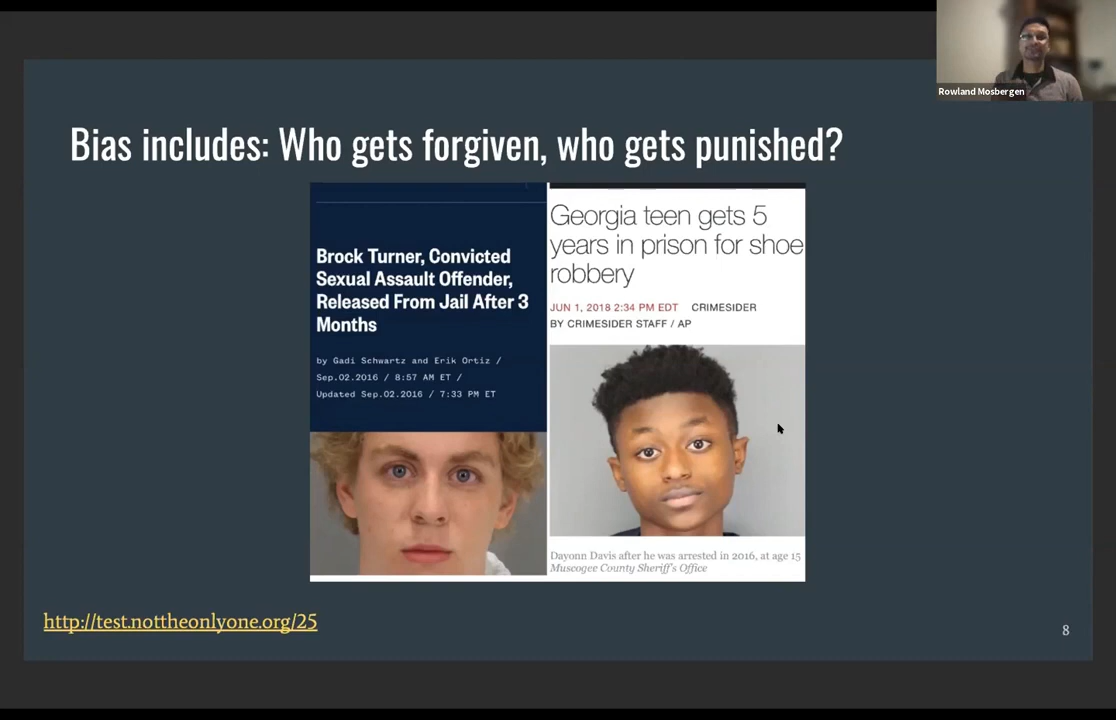 Rowland Mosbergen
Bias includes: Who gets forgiven, who gets punished?
Brock Turner, Convicted
Sexual Assault Offender,
Released From Jail After 3
Months
by Gadi Schwartz and Erik Ortiz /
Sep.02.2016 / 8:57 AM ET /
Updated Sep.02.2016 / 7:33 PM ET
Georgia teen gets 5
years in prison for shoe
robbery
JUN 1, 2018 2:34 PM EDT CRIMESIDER
BY CRIMESIDER STAFF / AP
Dayonn Davis after he was arrested in 2016, at age 15
Muscogee County Sheriff's Office
http://test.nottheonlyone.org/25
8